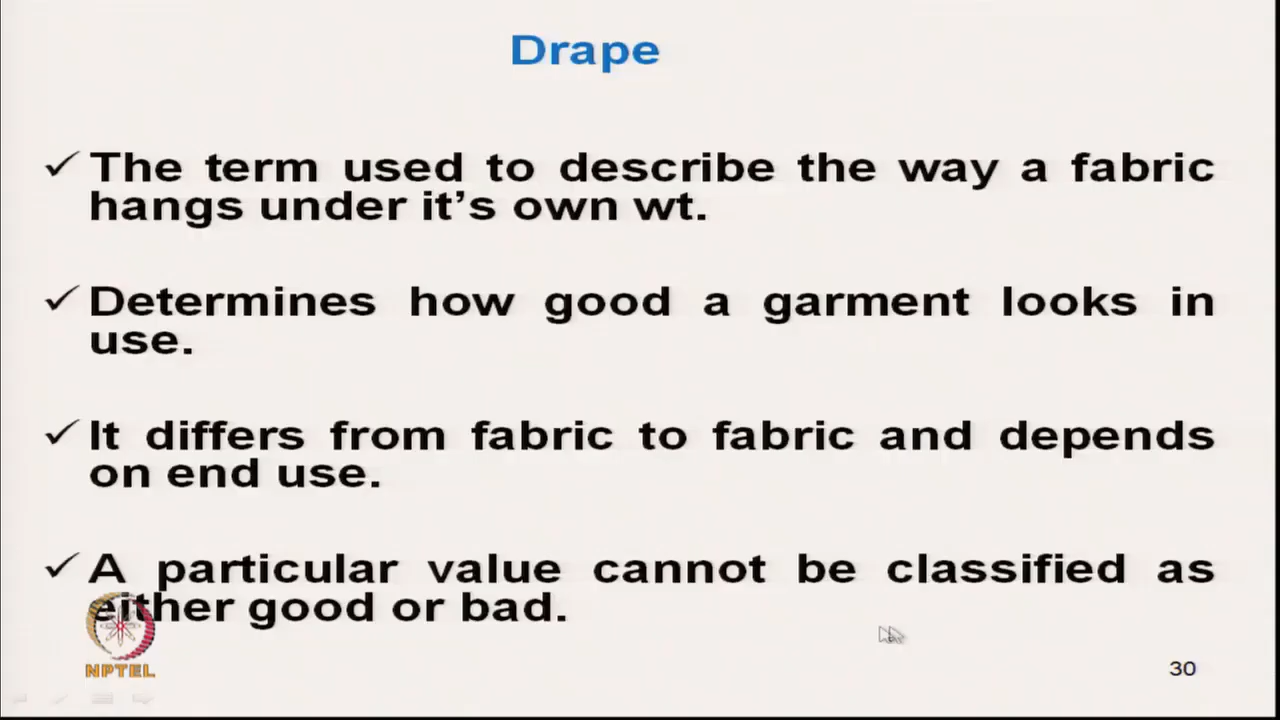 Drape
The term used to describe the way a fabric
hangs under it’s own wt.
Determines how good a garment looks in
use.
It differs from fabric to fabric and depends
on end use.
A particular value cannot be classified as
either good or bad.
NPTEL
30